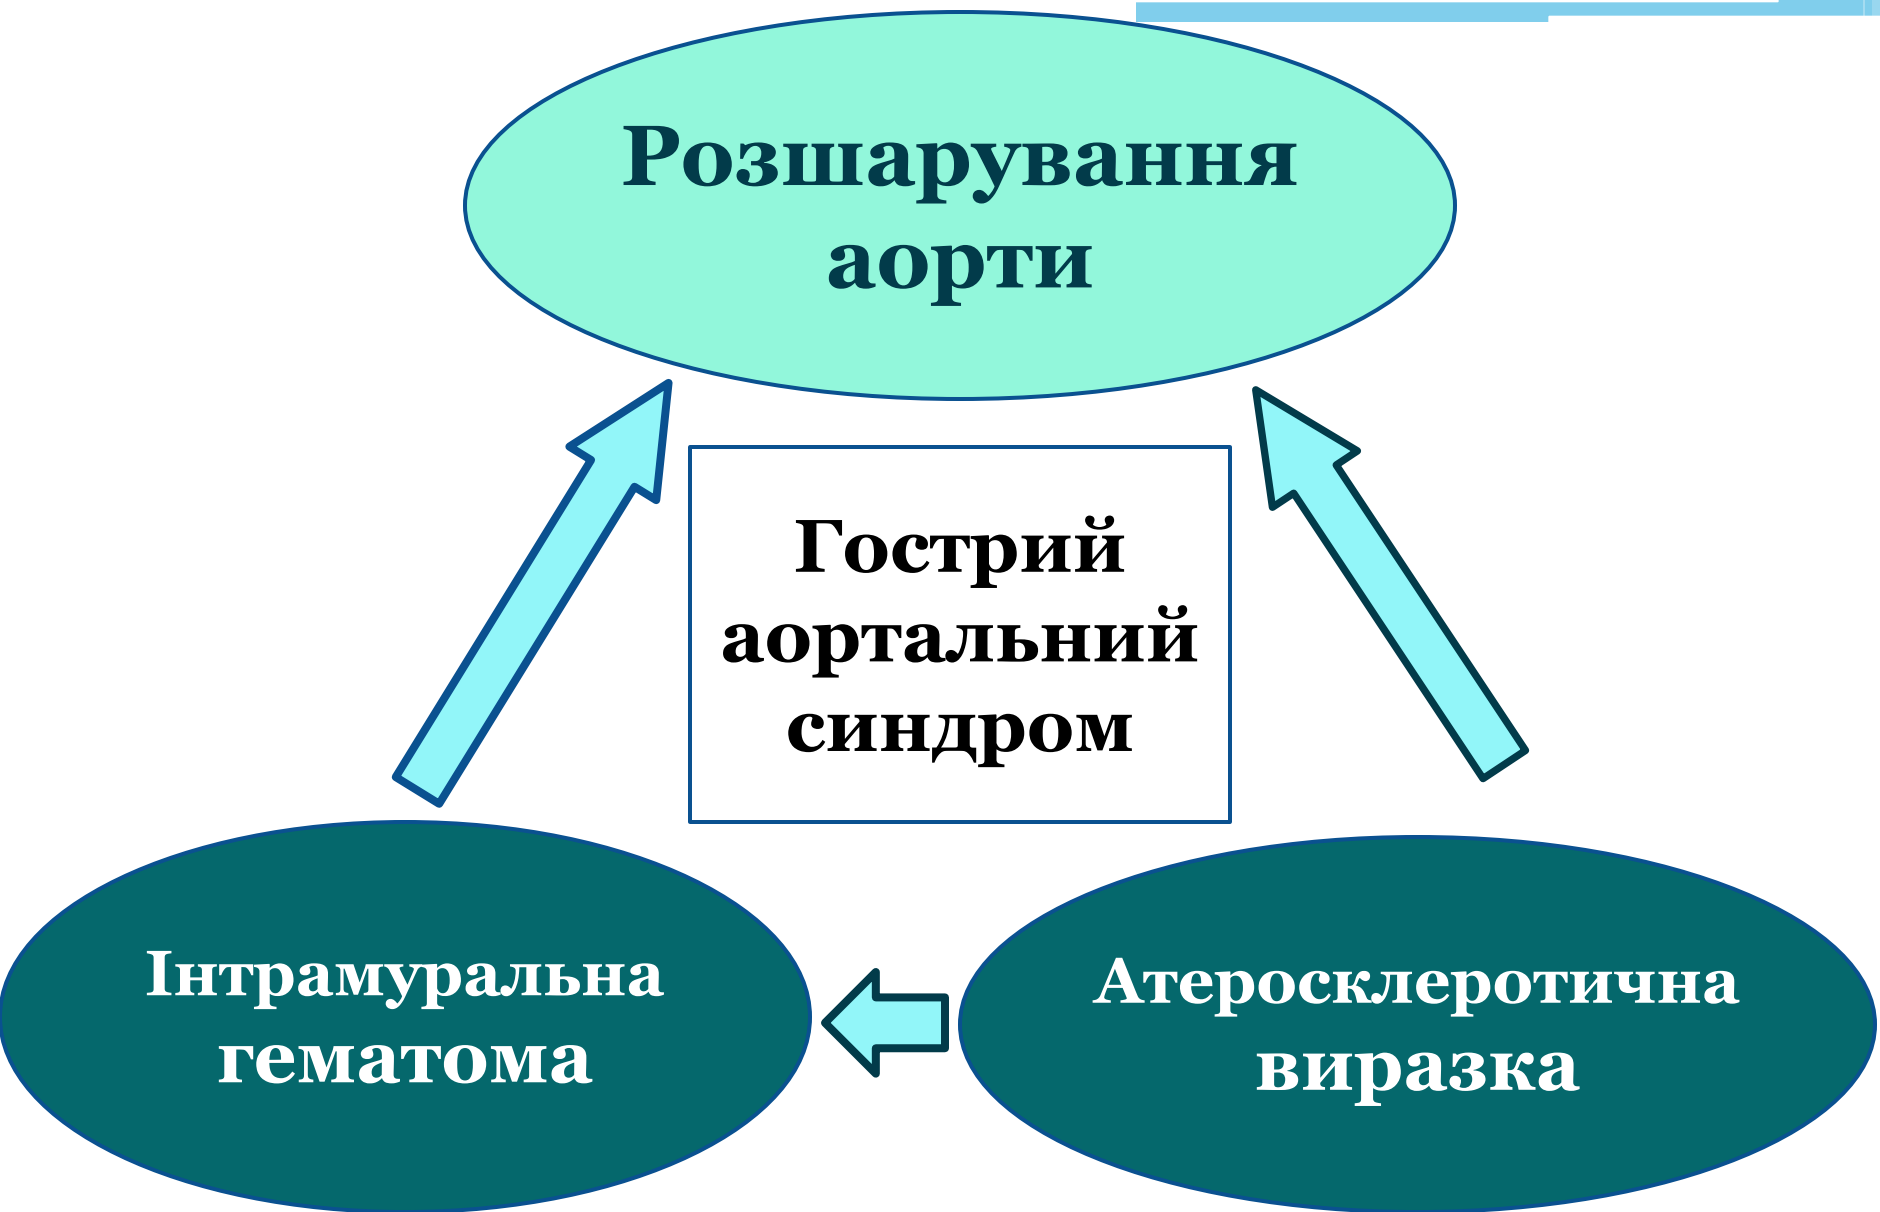 Розшарування
аорти
Гострий
аортальний
синдром
Інтрамуральна
гематома
Атеросклеротична
виразка